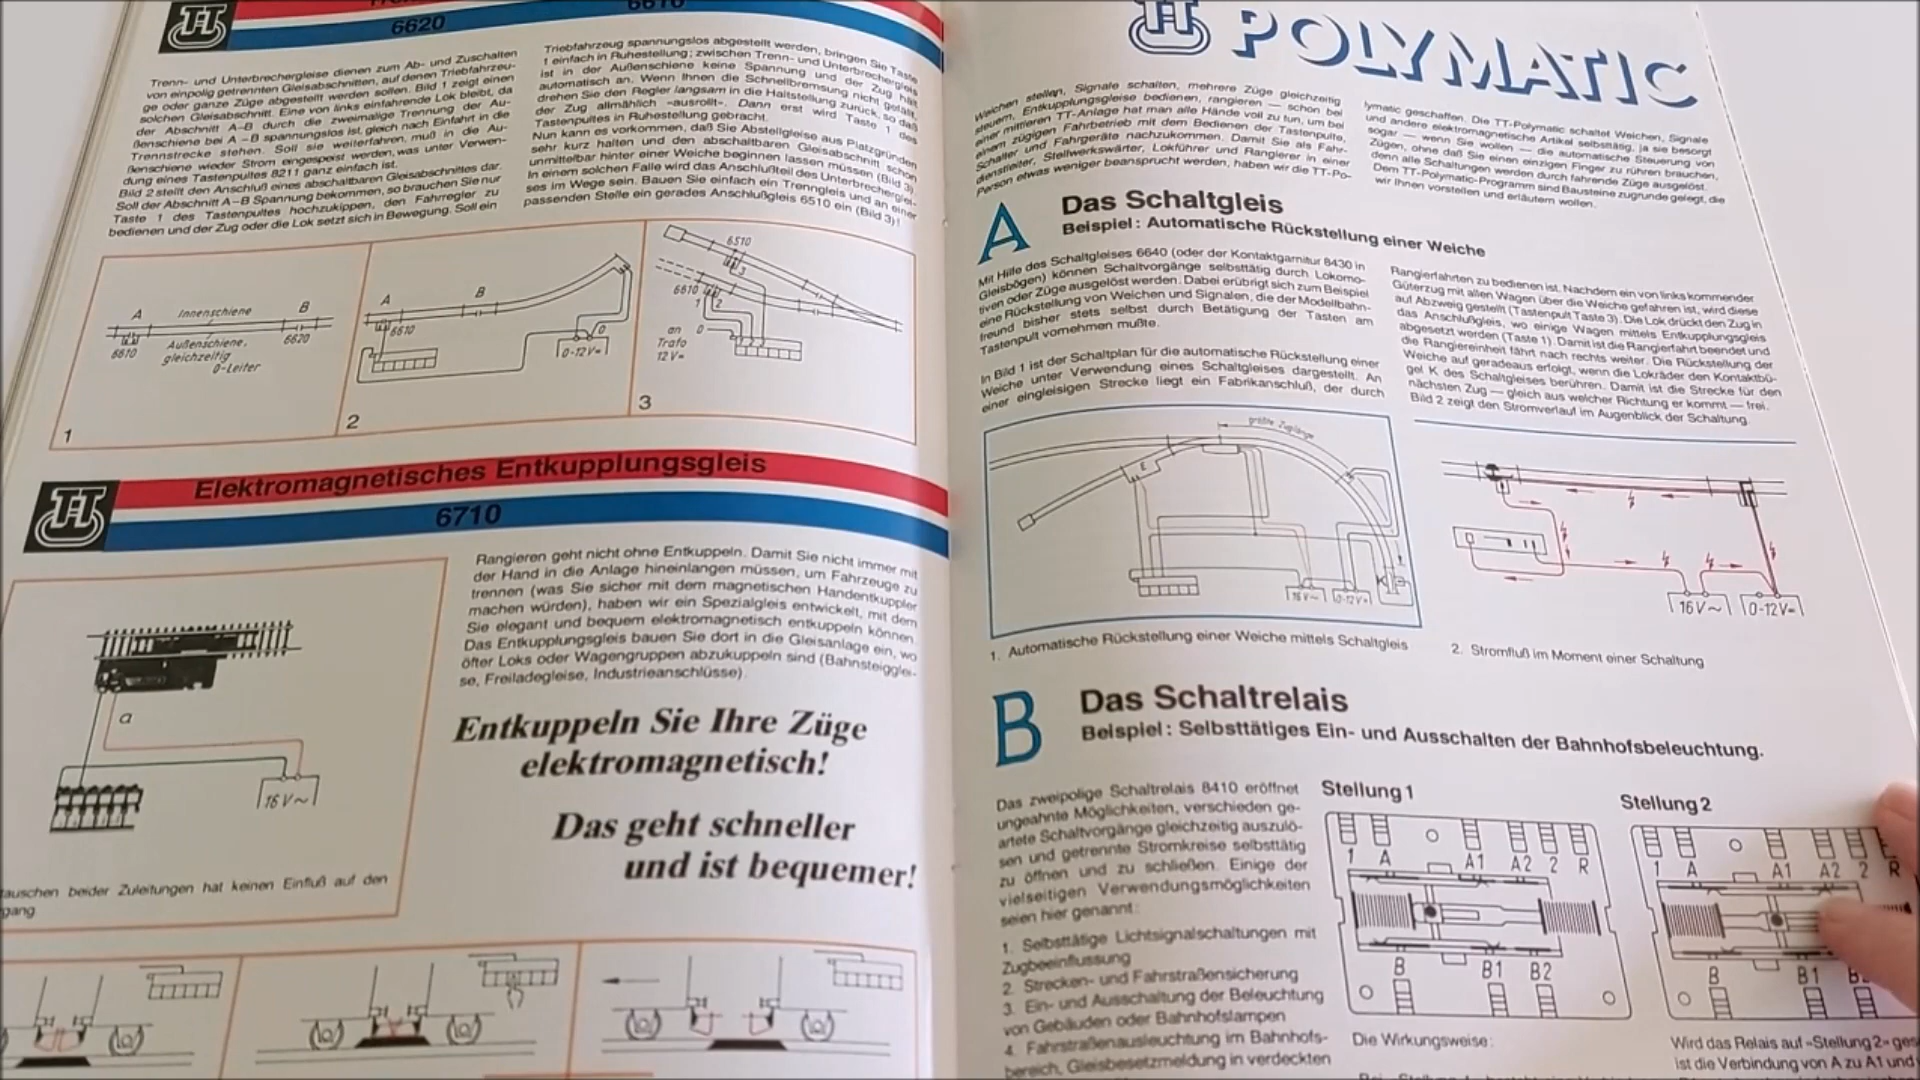 6620
6610
Trenn- und Unterbrechergleise dienen zum Ab- und Zuschalten
von einpolig getrennten Gleisabschnitten, auf denen Triebfahrzeu-
ge oder ganze Züge abgestellt werden sollen. Bild 1 zeigt einen
solchen Gleisabschnitt. Eine von links einfahrende Lok bleibt, da
der Abschnitt A–B durch die zweimalige Trennung der Au-
ßenschiene bei A–B spannungslos ist, gleich nach Einfahrt in die
Trennstrecke stehen. Soll sie weiterfahren, muß in die Au-
ßenschiene wieder Strom eingespeist werden, was unter Verwen-
dung eines Tastenpultes 8211 ganz einfach ist.
Bild 2 stellt den Anschluß eines abschaltbaren Gleisabschnittes dar.
Soll der Abschnitt A–B Spannung bekommen, so brauchen Sie nur
Taste 1 des Tastenpultes hochzukippen, den Fahrregler zu
bedienen und der Zug oder die Lok setzt sich in Bewegung. Soll ein
Triebfahrzeug spannungslos abgestellt werden, bringen Sie Taste
1 einfach in Ruhestellung; zwischen Trenn- und Unterbrechergleis
ist in der Außenschiene keine Spannung und der Zug hält
automatisch an. Wenn Ihnen die Schnellbremsung nicht gefällt,
drehen Sie den Regler langsam in die Haltstellung zurück, so daß
der Zug allmählich »ausrollt«. Dann erst wird Taste 1 des
Tastenpultes in Ruhestellung gebracht.
Nun kann es vorkommen, daß Sie Abstellgleise aus Platzgründen
sehr kurz halten und den abschaltbaren Gleisabschnitt schon
unmittelbar hinter einer Weiche beginnen lassen müssen (Bild 3).
In einem solchen Falle wird das Anschlußteil des Unterbrechergleis-
ses im Wege sein. Bauen Sie einfach ein Trenngleis und an einer
passenden Stelle ein gerades Anschlußgleis 6510 ein (Bild 3)!
A
Innenschiene
B
6610
Außenschiene,
gleichzeitig
0-Leiter
6620
1
A
B
6610
0
0-12V=
2
6510
3
6610
1
2
an
Trafo
12V=
0
3
Elektromagnetisches Entkupplungsgleis
6710
Rangieren geht nicht ohne Entkuppeln. Damit Sie nicht immer mit
der Hand in die Anlage hineinlangen müssen, um Fahrzeuge zu
trennen (was Sie sicher mit dem magnetischen Handentkuppler
machen würden), haben wir ein Spezialgleis entwickelt, mit dem
Sie elegant und bequem elektromagnetisch entkuppeln können.
Das Entkupplungsgleis bauen Sie dort in die Gleisanlage ein, wo
öfter Loks oder Wagengruppen abzukuppeln sind (Bahnsteigglei-
se, Freiladegleise, Industrieanschlüsse).
a
16V~
Entkuppeln Sie Ihre Züge
elektromagnetisch!
Das geht schneller
und ist bequemer!
tauschen beider Zuleitungen hat keinen Einfluß auf den
gang.
TT POLYMATIC
Weichen stellen, Signale schalten, mehrere Züge gleichzeitig
steuern, Entkupplungsgleise bedienen, rangieren — schon bei
einer mittleren TT-Anlage hat man alle Hände voll zu tun, um bei
einem zügigen Fahrbetrieb mit dem Bedienen der Tastenpulte,
Schalter und Fahrgeräte nachzukommen. Damit Sie als Fahr-
dienstleiter, Stellwerkswärter, Lokführer und Rangierer in einer
Person etwas weniger beansprucht werden, haben wir die TT-Po-
lymatic geschaffen. Die TT-Polymatic schaltet Weichen, Signale
und andere elektromagnetische Artikel selbsttätig, ja sie besorgt
sogar — wenn Sie wollen — die automatische Steuerung von
Zügen, ohne daß Sie einen einzigen Finger zu rühren brauchen,
denn alle Schaltungen werden durch fahrende Züge ausgelöst.
Dem TT-Polymatic-Programm sind Bausteine zugrunde gelegt, die
wir Ihnen vorstellen und erläutern wollen.
A Das Schaltgleis
Beispiel: Automatische Rückstellung einer Weiche
Mit Hilfe des Schaltgleises 6640 (oder der Kontaktgarnitur 8430 in
Gleisbögen) können Schaltvorgänge selbsttätig durch Lokomo-
tiven oder Züge ausgelöst werden. Dabei erübrigt sich zum Beispiel
eine Rückstellung von Weichen und Signalen, die der Modellbahn-
freund bisher stets selbst durch Betätigung der Tasten am
Tastenpult vornehmen mußte.
In Bild 1 ist der Schaltplan für die automatische Rückstellung einer
Weiche unter Verwendung eines Schaltgleises dargestellt. An
einer eingleisigen Strecke liegt ein Fabrikanschluß, der durch
Rangierfahrten zu bedienen ist. Nachdem ein von links kommender
Güterzug mit allen Wagen über die Weiche gefahren ist, wird diese
auf Abzweig gestellt (Tastenpult Taste 3). Die Lok drückt den Zug in
das Anschlußgleis, wo einige Wagen mittels Entkupplungsgleis
abgesetzt werden (Taste 1). Damit ist die Rangierfahrt beendet und
die Rangiereinheit fährt nach rechts weiter. Die Rückstellung der
Weiche auf geradeaus erfolgt, wenn die Lokräder den Kontaktbü-
gel K des Schaltgleises berühren. Damit ist die Strecke für den
nächsten Zug — gleich aus welcher Richtung er kommt — frei.
Bild 2 zeigt den Stromverlauf im Augenblick der Schaltung.
größte Zuglänge
E
K
16V~
0-12V=
1. Automatische Rückstellung einer Weiche mittels Schaltgleis
16V~
0-12V=
2. Stromfluß im Moment einer Schaltung
B Das Schaltrelais
Beispiel: Selbsttätiges Ein- und Ausschalten der Bahnhofsbeleuchtung.
Das zweipolige Schaltrelais 8410 eröffnet
ungeahnte Möglichkeiten, verschieden ge-
artete Schaltvorgänge gleichzeitig auszulö-
sen und getrennte Stromkreise selbsttätig
zu öffnen und zu schließen. Einige der
vielseitigen Verwendungsmöglichkeiten
seien hier genannt:
1. Selbsttätige Lichtsignalschaltungen mit
Zugbeeinflussung
2. Strecken- und Fahrstraßensicherung
3. Ein- und Ausschaltung der Beleuchtung
von Gebäuden oder Bahnhofslampen
4. Fahrstraßenausleuchtung im Bahnhofs-
bereich, Gleisbesetzmeldung in verdeckten
Stellung 1
1 A A1 A2 2 R
B B1 B2
Die Wirkungsweise:
Stellung 2
1 A A1 A2 2 R
B B1
Wird das Relais auf »Stellung 2« ges
ist die Verbindung von A zu A1 und